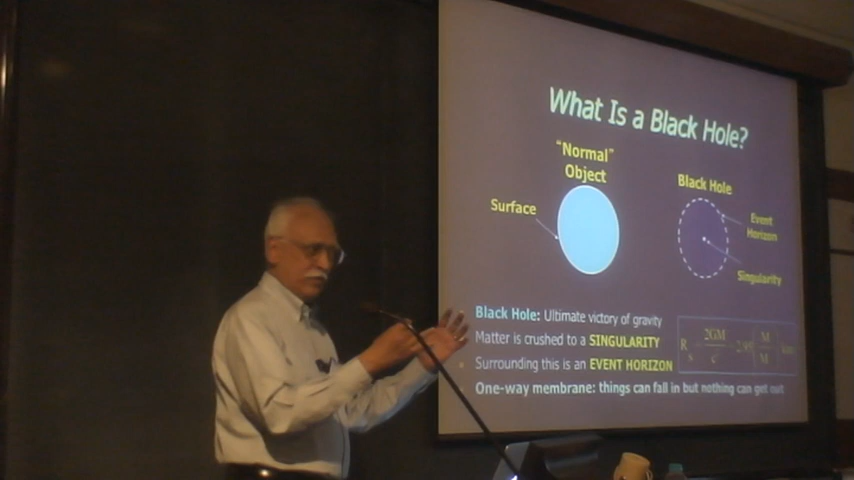 What Is a Black Hole?
"Normal"
Object
Surface
Black Hole
Event
Horizon
Singularity
Black Hole: Ultimate victory of gravity
Matter is crushed to a SINGULARITY
Surrounding this is an EVENT HORIZON
One-way membrane: things can fall in but nothing can get out
R 2GM M
s M